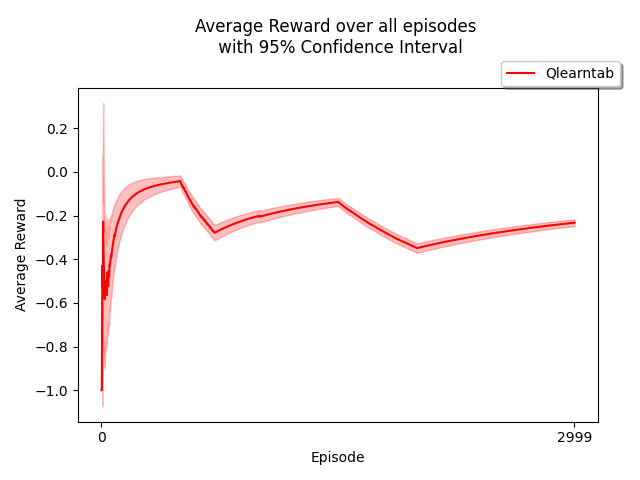 Average Reward over all episodes
with 95% Confidence Interval
Qlearntab
0.2
0.0
−0.2
−0.4
−0.6
−0.8
−1.0
Average Reward
0
2999
Episode